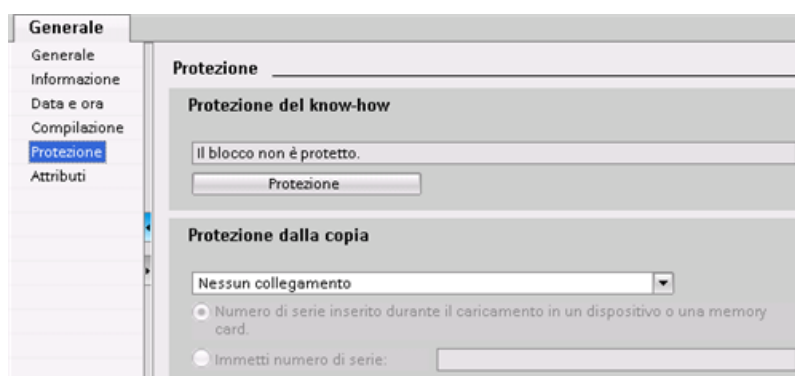 Generale
Generale
Informazione
Data e ora
Compilazione
Protezione
Attributi
Protezione
Protezione del know-how
Il blocco non è protetto.
Protezione
Protezione dalla copia
Nessun collegamento
Numero di serie inserito durante il caricamento in un dispositivo o una memory
card.
Immetti numero di serie: